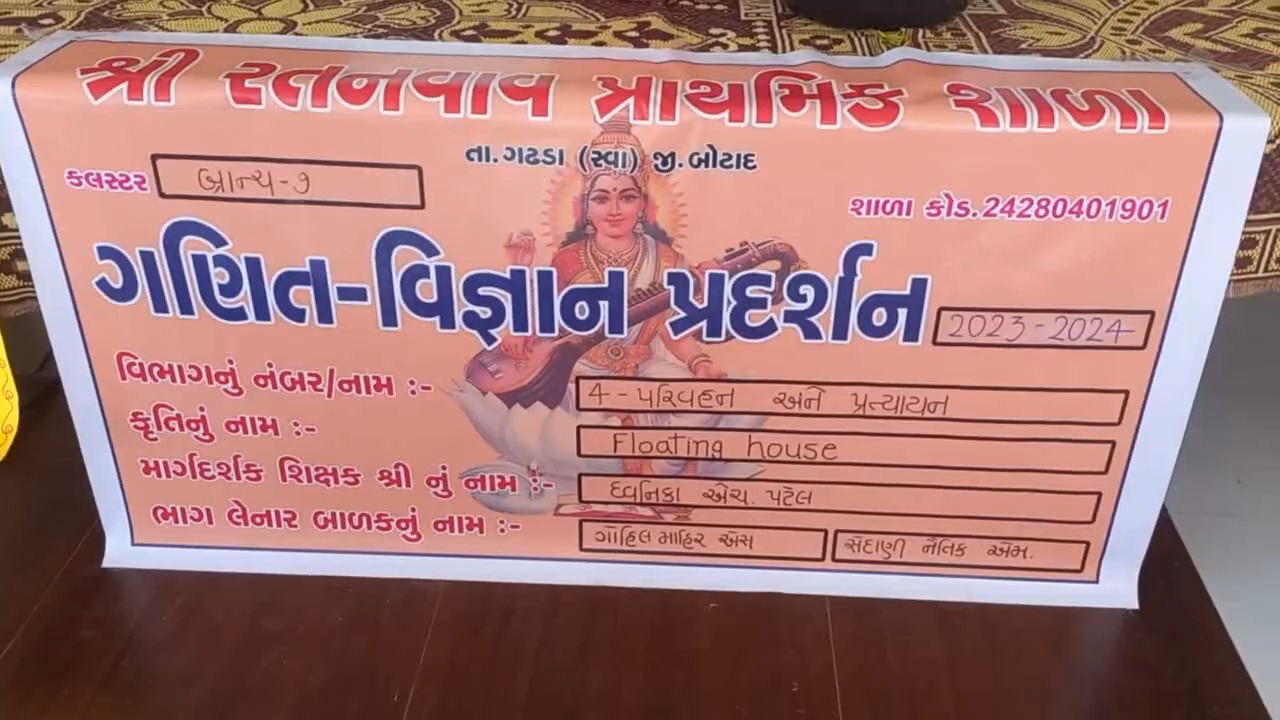 શ્રી રતનવાવ પ્રાથમિક શાળા
તા.ગઢડા (સ્વા) જી.બોટાદ
ક્લસ્ટર બ્રાન્ચ-૭
શાળા કોડ.24280401901
ગણિત-વિજ્ઞાન પ્રદર્શન 2023-2024
વિભાગનું નંબર/નામ :- 4 - પરિવહન અને પ્રત્યાયન
કૃતિનું નામ :- Floating house
માર્ગદર્શક શિક્ષક શ્રી નું નામ :- ધ્વનિકા એચ. પટેલ
ભાગ લેનાર બાળકનું નામ :- ગોહિલ માહિર એસ સેદાણી નૈતિક એમ.